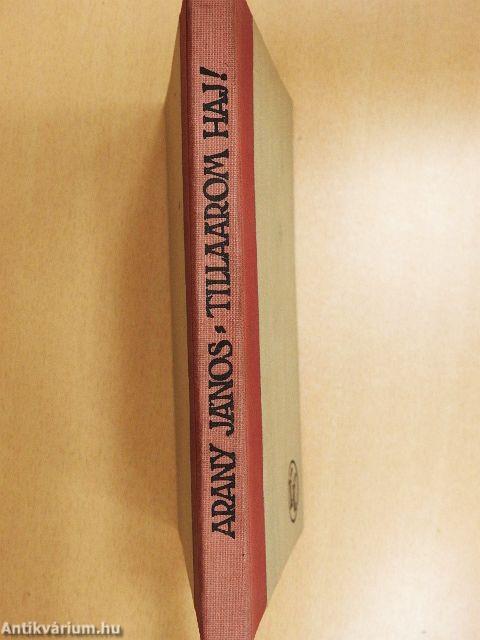 ARANY JÁNOS - TILLAAROM HAJ!
Antikvárium.hu